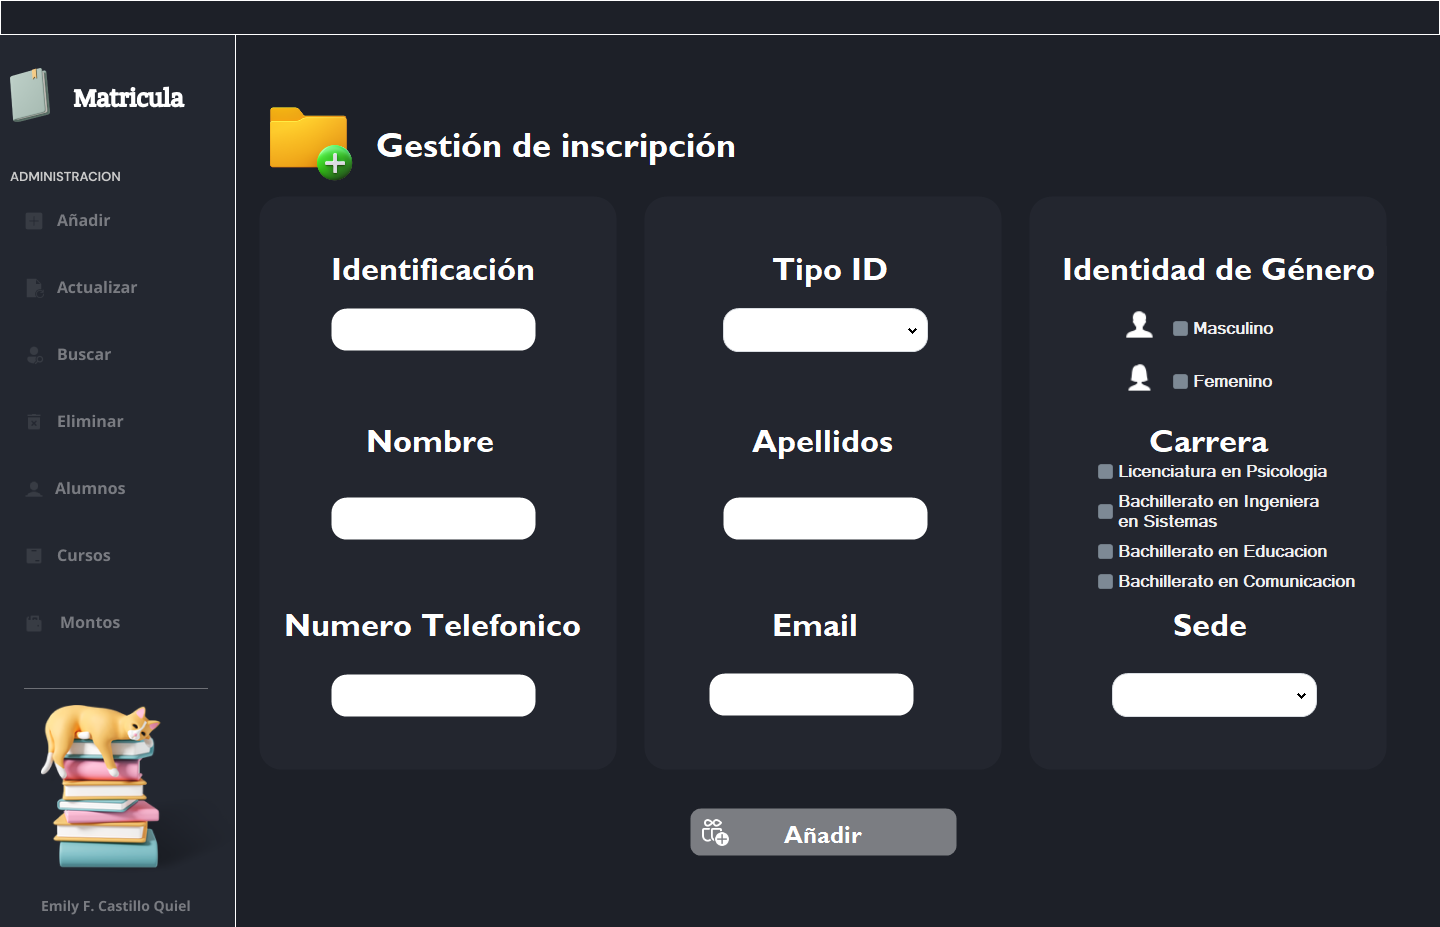 Matricula
ADMINISTRACION
Añadir
Actualizar
Buscar
Eliminar
Alumnos
Cursos
Montos
Emily F. Castillo Quiel
Gestión de inscripción
Identificación
Nombre
Numero Telefonico
Tipo ID
Apellidos
Email
Identidad de Género
Masculino
Femenino
Carrera
Licenciatura en Psicologia
Bachillerato en Ingeniera
en Sistemas
Bachillerato en Educacion
Bachillerato en Comunicacion
Sede
Añadir